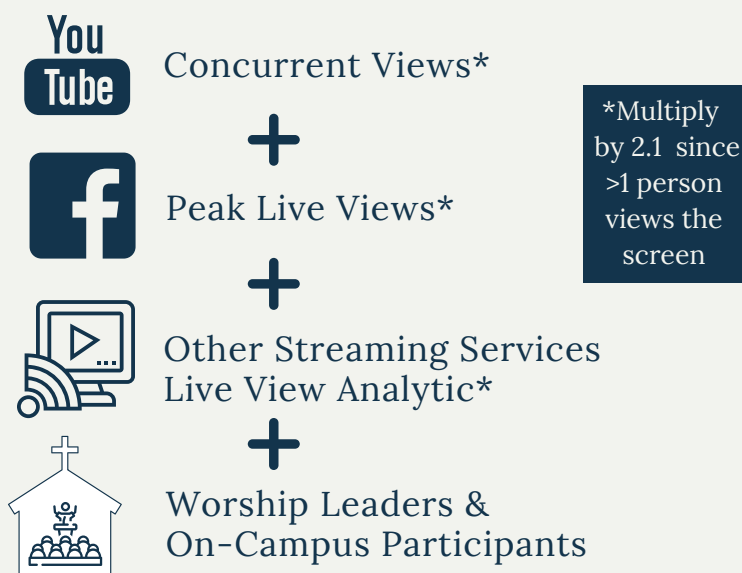 You
Tube
Concurrent Views*
+
*Multiply
by 2.1 since
>1 person
views the
screen
f
Peak Live Views*
+
Other Streaming Services
Live View Analytic*
+
Worship Leaders &
On-Campus Participants